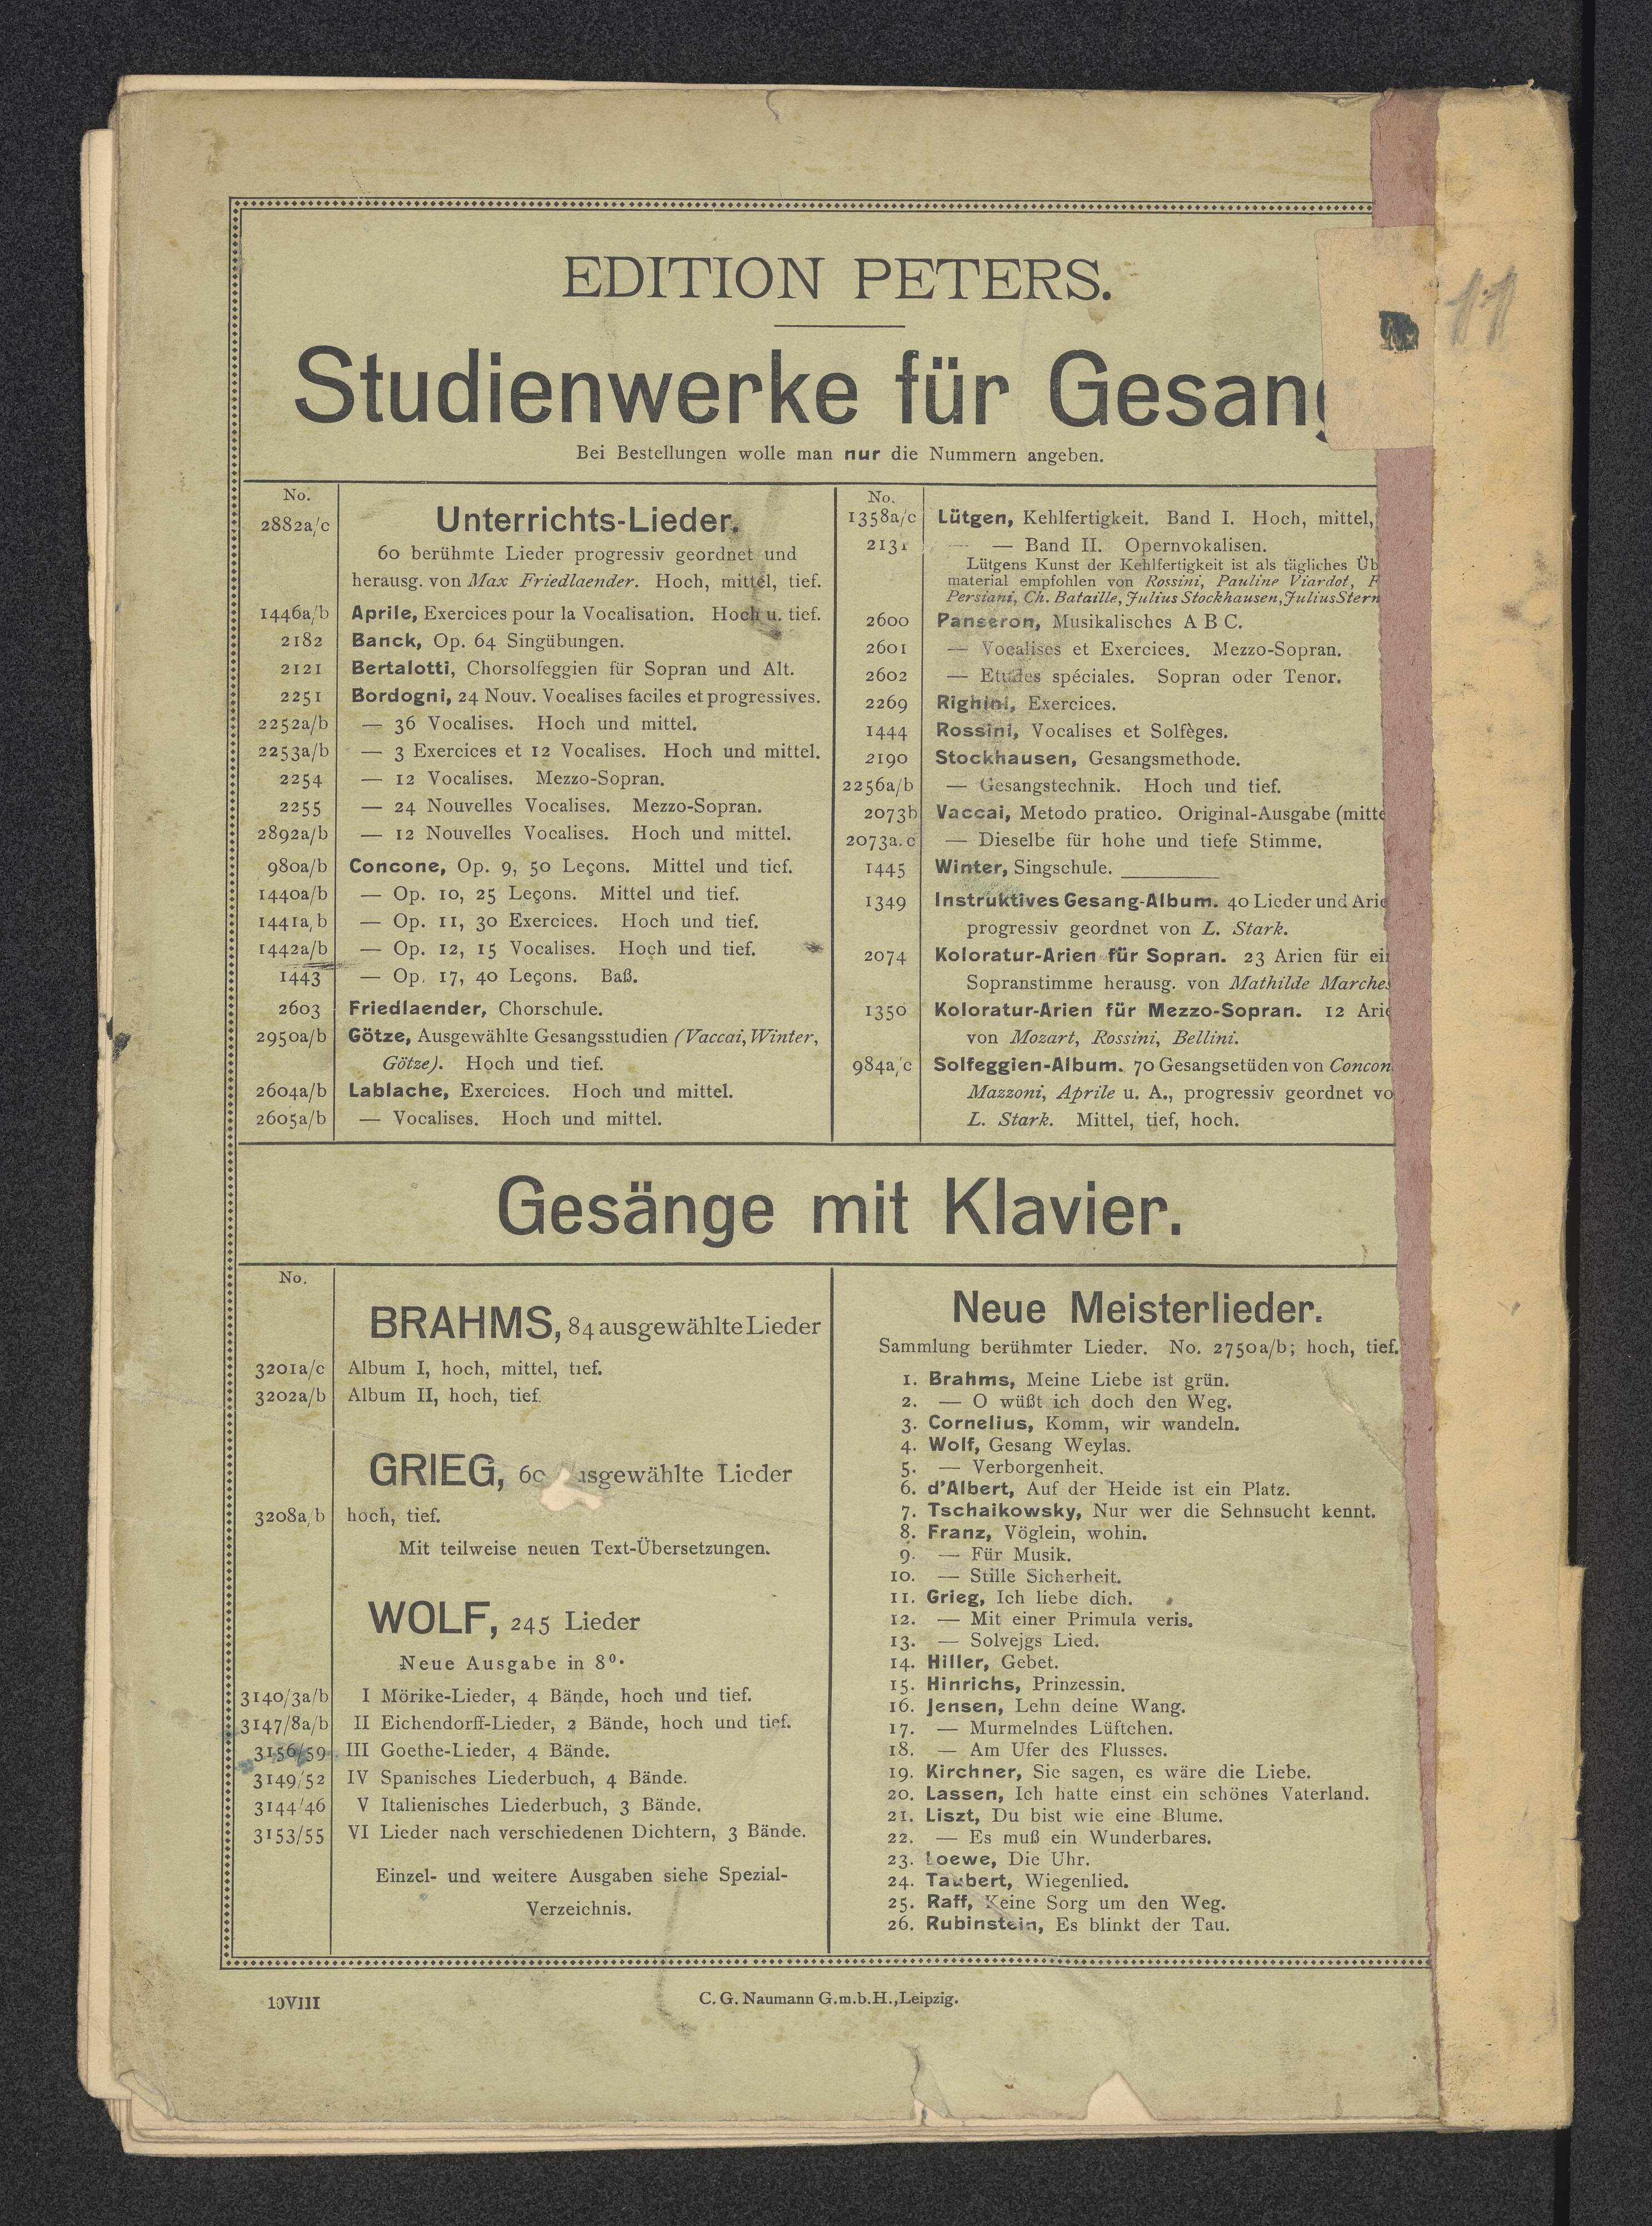 EDITION PETERS.
Studienwerke für Gesang
Bei Bestellungen wolle man nur die Nummern angeben.
No.
2882a/c Unterrichts-Lieder.
60 berühmte Lieder progressiv geordnet und
herausg. von Max Friedlaender. Hoch, mittel, tief.
1446a/b Aprile, Exercices pour la Vocalisation. Hoch u. tief.
2182 Banck, Op. 64 Singübungen.
2121 Bertalotti, Chorsolfeggien für Sopran und Alt.
2251 Bordogni, 24 Nouv. Vocalises faciles et progressives.
2252a/b — 36 Vocalises. Hoch und mittel.
2253a/b — 3 Exercices et 12 Vocalises. Hoch und mittel.
2254 — 12 Vocalises. Mezzo-Sopran.
2255 — 24 Nouvelles Vocalises. Mezzo-Sopran.
2892a/b — 12 Nouvelles Vocalises. Hoch und mittel.
980a/b Concone, Op. 9, 50 Leçons. Mittel und tief.
1440a/b — Op. 10, 25 Leçons. Mittel und tief.
1441a/b — Op. 11, 30 Exercices. Hoch und tief.
1442a/b — Op. 12, 15 Vocalises. Hoch und tief.
1443 — Op. 17, 40 Leçons. Baß.
2603 Friedlaender, Chorschule.
2950a/b Götze, Ausgewählte Gesangsstudien (Vaccai, Winter,
Götze). Hoch und tief.
2604a/b Lablache, Exercices. Hoch und mittel.
2605a/b — Vocalises. Hoch und mittel.
No.
1358a/c Lütgen, Kehlfertigkeit. Band I. Hoch, mittel,
2131 — — Band II. Opernvokalisen.
Lütgens Kunst der Kehlfertigkeit ist als tägliches Üb
material empfohlen von Rossini, Pauline Viardot, F
Persiani, Ch. Bataille, Julius Stockhausen, Julius Stern
2600 Panseron, Musikalisches A B C.
2601 — Vocalises et Exercices. Mezzo-Sopran.
2602 — Etudes spéciales. Sopran oder Tenor.
2269 Righini, Exercices.
1444 Rossini, Vocalises et Solfèges.
2190 Stockhausen, Gesangsmethode.
2256a/b — Gesangstechnik. Hoch und tief.
2073b Vaccai, Metodo pratico. Original-Ausgabe (mitte
2073a.c — Dieselbe für hohe und tiefe Stimme.
1445 Winter, Singschule.
1349 Instruktives Gesang-Album. 40 Lieder und Arie
progressiv geordnet von L. Stark.
2074 Koloratur-Arien für Sopran. 23 Arien für ei
Sopranstimme herausg. von Mathilde Marches
1350 Koloratur-Arien für Mezzo-Sopran. 12 Arie
von Mozart, Rossini, Bellini.
984a/c Solfeggien-Album. 70 Gesangsetüden von Concon
Mazzoni, Aprile u. A., progressiv geordnet vo
L. Stark. Mittel, tief, hoch.
Gesänge mit Klavier.
No.
BRAHMS, 84 ausgewählte Lieder
3201a/c Album I, hoch, mittel, tief.
3202a/b Album II, hoch, tief.
GRIEG, 60 usgewählte Lieder
3208a/b hoch, tief.
Mit teilweise neuen Text-Übersetzungen.
WOLF, 245 Lieder
Neue Ausgabe in 8⁰.
3140/3a/b I Mörike-Lieder, 4 Bände, hoch und tief.
3147/8a/b II Eichendorff-Lieder, 2 Bände, hoch und tief.
3156/59 III Goethe-Lieder, 4 Bände.
3149/52 IV Spanisches Liederbuch, 4 Bände.
3144/46 V Italienisches Liederbuch, 3 Bände.
3153/55 VI Lieder nach verschiedenen Dichtern, 3 Bände.
Einzel- und weitere Ausgaben siehe Spezial-
Verzeichnis.
Neue Meisterlieder.
Sammlung berühmter Lieder. No. 2750a/b; hoch, tief.
1. Brahms, Meine Liebe ist grün.
2. — O wüßt ich doch den Weg.
3. Cornelius, Komm, wir wandeln.
4. Wolf, Gesang Weylas.
5. — Verborgenheit.
6. d'Albert, Auf der Heide ist ein Platz.
7. Tschaikowsky, Nur wer die Sehnsucht kennt.
8. Franz, Vöglein, wohin.
9. — Für Musik.
10. — Stille Sicherheit.
11. Grieg, Ich liebe dich.
12. — Mit einer Primula veris.
13. — Solvejgs Lied.
14. Hiller, Gebet.
15. Hinrichs, Prinzessin.
16. Jensen, Lehn deine Wang.
17. — Murmelndes Lüftchen.
18. — Am Ufer des Flusses.
19. Kirchner, Sie sagen, es wäre die Liebe.
20. Lassen, Ich hatte einst ein schönes Vaterland.
21. Liszt, Du bist wie eine Blume.
22. — Es muß ein Wunderbares.
23. Loewe, Die Uhr.
24. Taubert, Wiegenlied.
25. Raff, Keine Sorg um den Weg.
26. Rubinstein, Es blinkt der Tau.
10VIII
C. G. Naumann G.m.b.H., Leipzig.
11